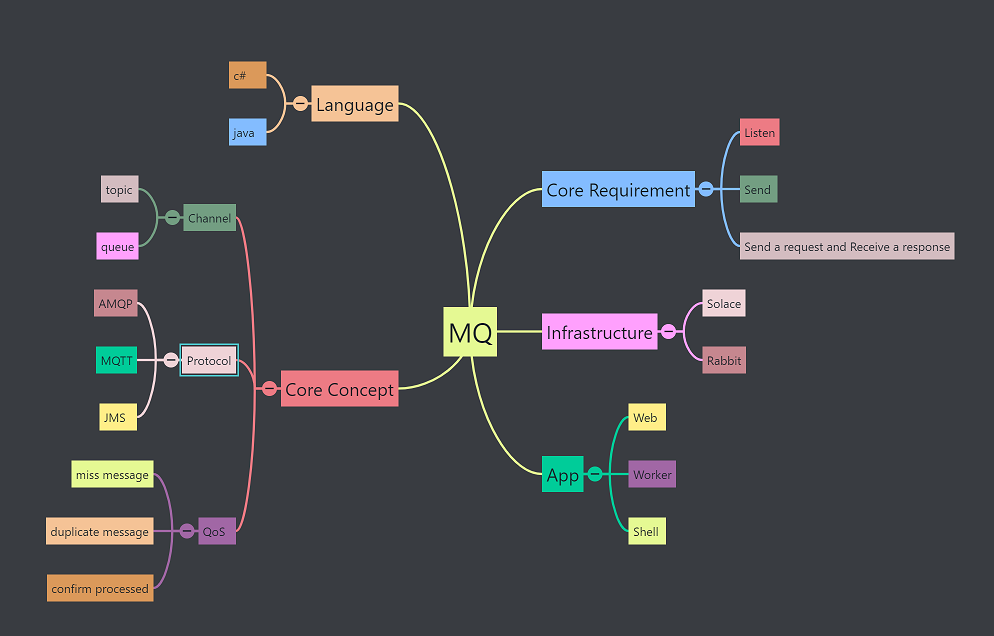 MQ
Language
c#
java
Core Requirement
Listen
Send
Send a request and Receive a response
Infrastructure
Solace
Rabbit
App
Web
Worker
Shell
Core Concept
Channel
topic
queue
Protocol
AMQP
MQTT
JMS
QoS
miss message
duplicate message
confirm processed